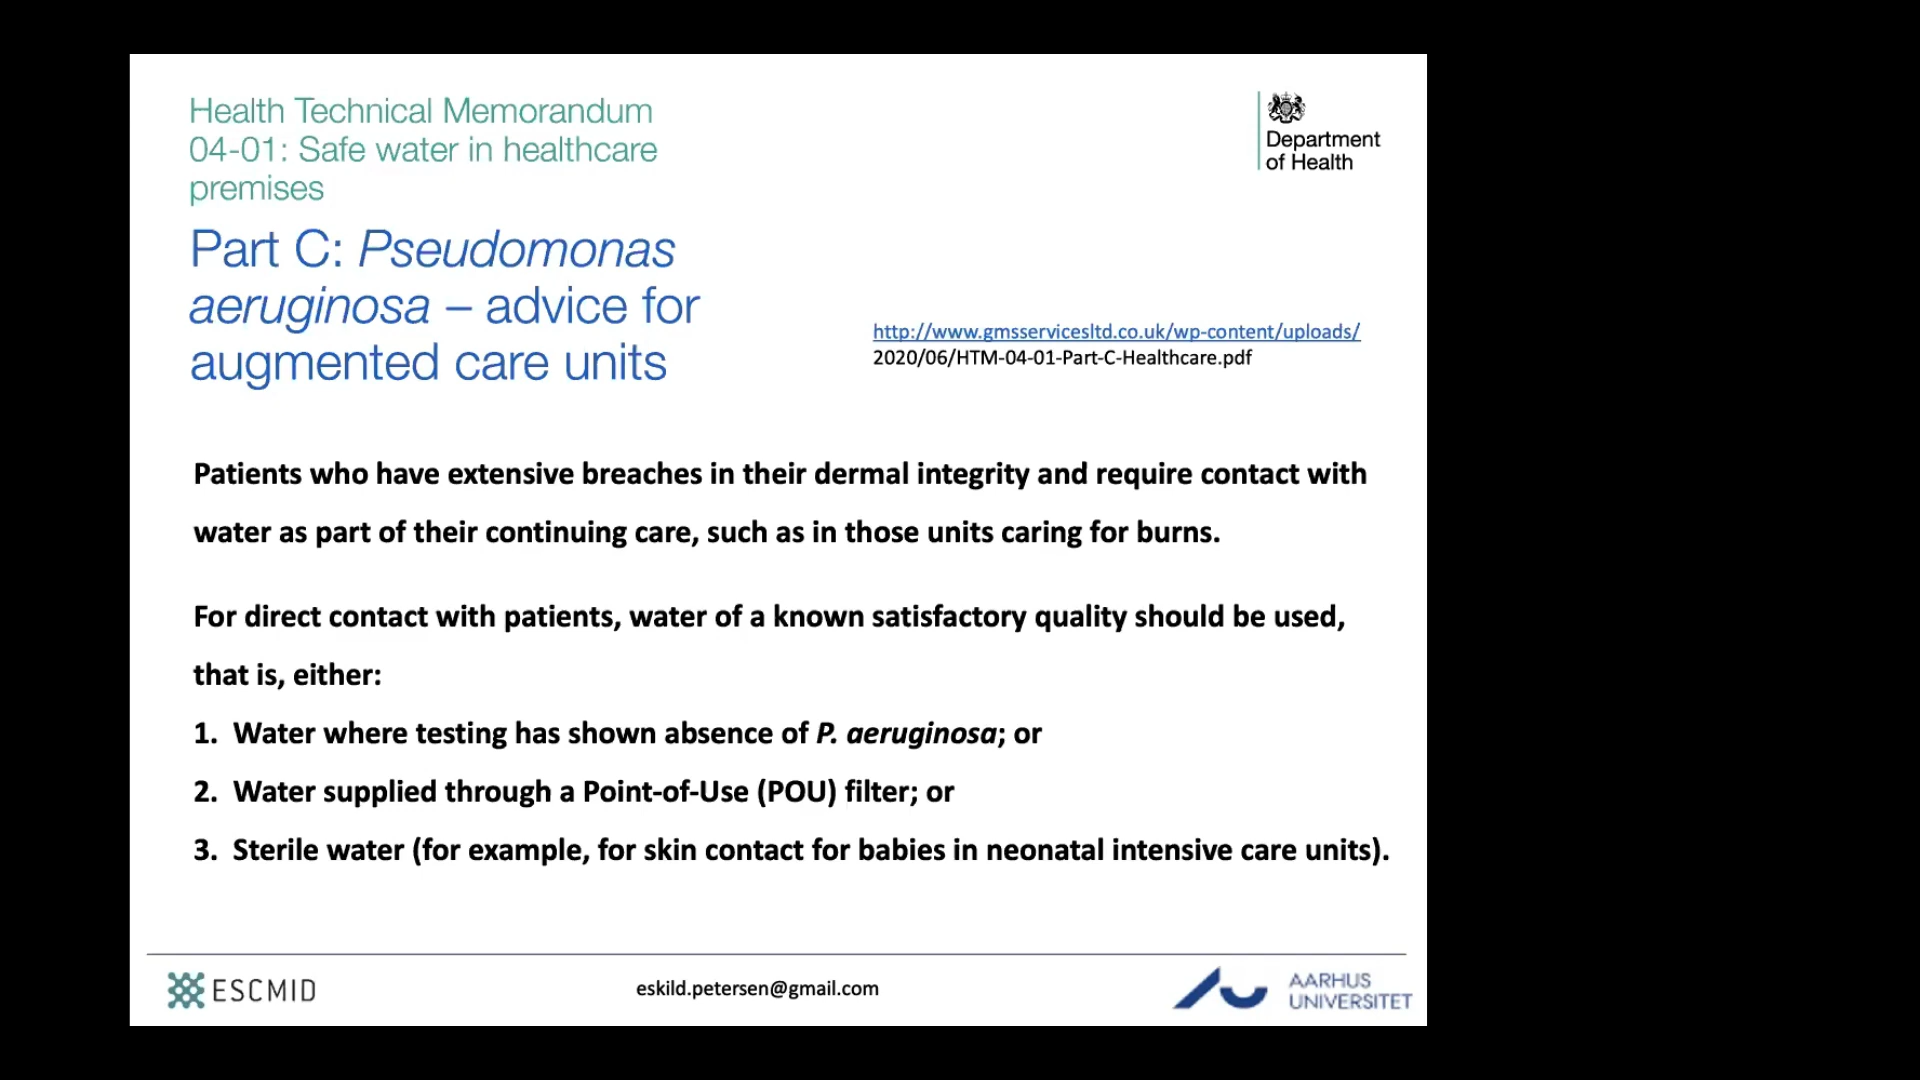 Health Technical Memorandum
04-01: Safe water in healthcare
premises
Department
of Health
Part C: Pseudomonas
aeruginosa – advice for
augmented care units
http://www.gmsservicesltd.co.uk/wp-content/uploads/
2020/06/HTM-04-01-Part-C-Healthcare.pdf
Patients who have extensive breaches in their dermal integrity and require contact with
water as part of their continuing care, such as in those units caring for burns.
For direct contact with patients, water of a known satisfactory quality should be used,
that is, either:
1. Water where testing has shown absence of P. aeruginosa; or
2. Water supplied through a Point-of-Use (POU) filter; or
3. Sterile water (for example, for skin contact for babies in neonatal intensive care units).
ESCMID
eskild.petersen@gmail.com
AARHUS
UNIVERSITET